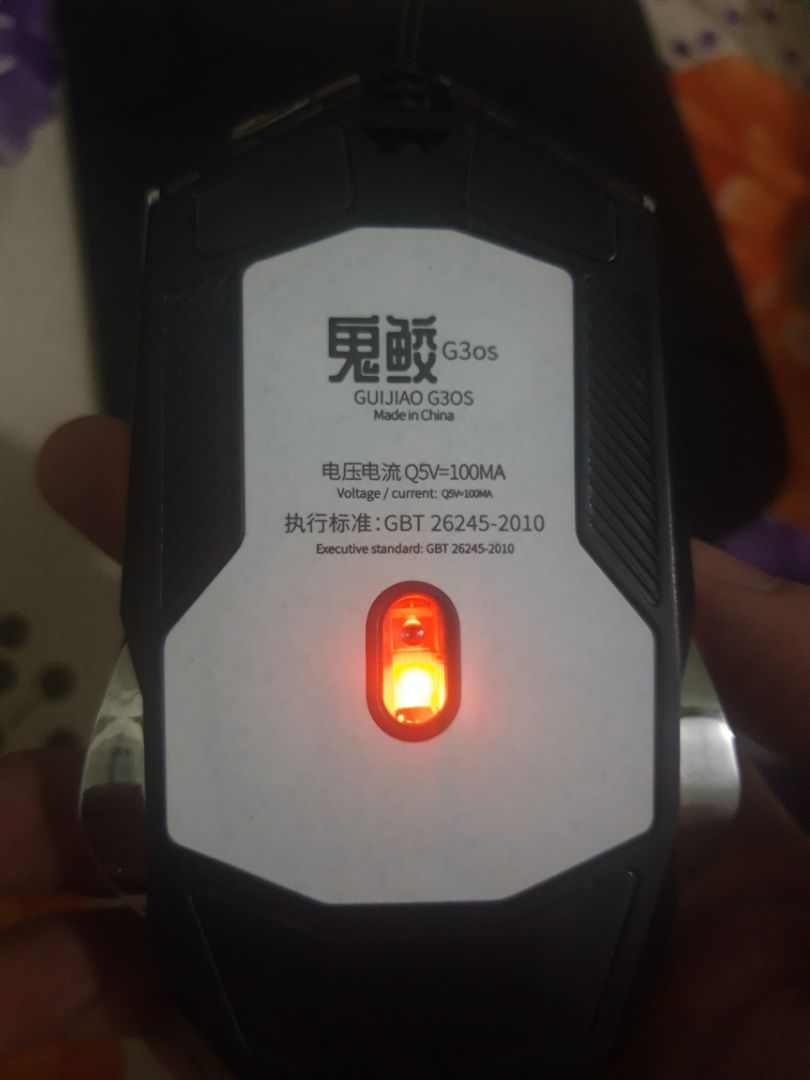 鬼鲛 G3os
GUIJIAO G3OS
Made in China
电压电流 Q5V=100MA
Voltage / current: Q5V=100MA
执行标准：GBT 26245-2010
Executive standard: GBT 26245-2010